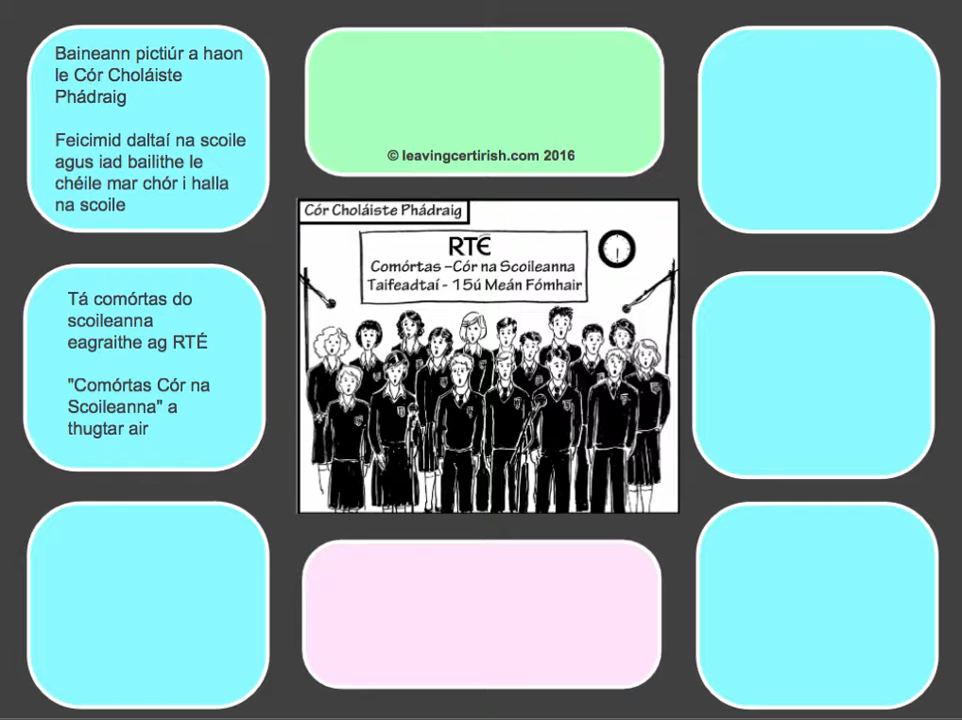 Baineann pictiúr a haon
le Cór Choláiste
Phádraig
Feicimid daltaí na scoile
agus iad bailithe le
chéile mar chór i halla
na scoile
© leavingcertirish.com 2016
Tá comórtas do
scoileanna
eagraithe ag RTÉ
"Comórtas Cór na
Scoileanna" a
thugtar air
Cór Choláiste Phádraig
RTÉ
Comórtas –Cór na Scoileanna
Taifeadtaí - 15ú Meán Fómhair